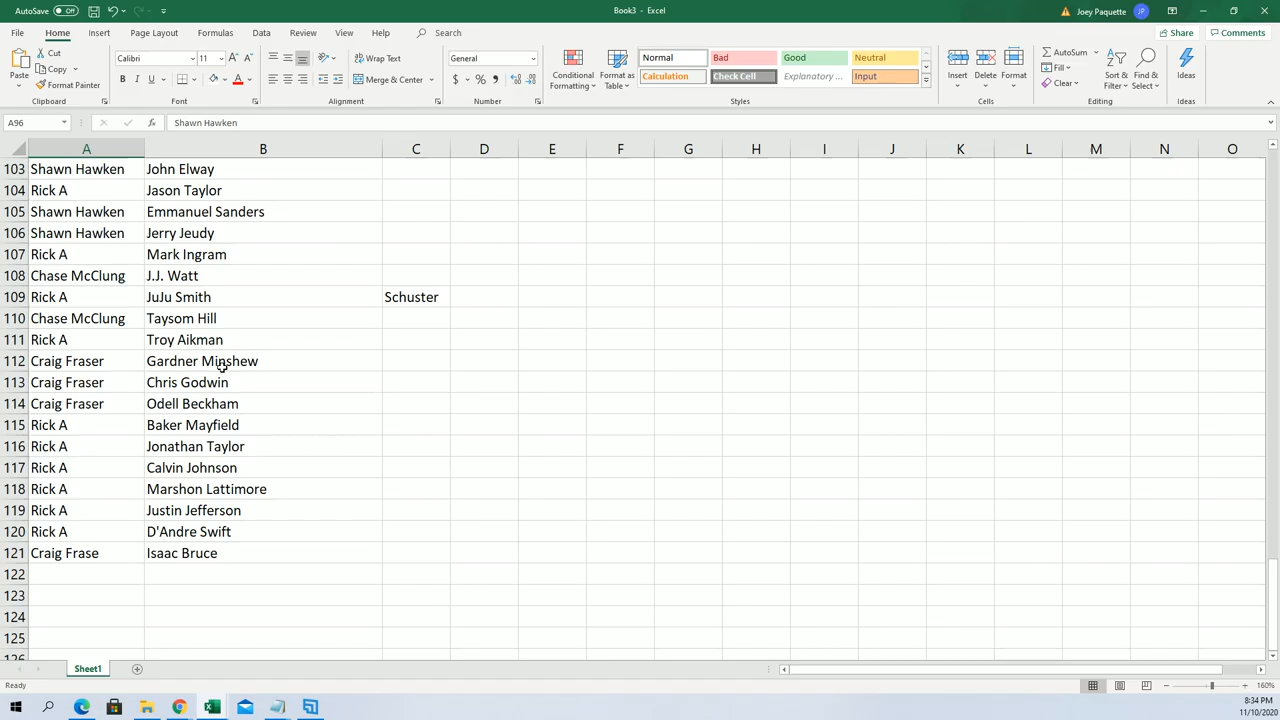 AutoSave Off Book3 - Excel Joey Paquette JP
File Home Insert Page Layout Formulas Data Review View Help Search Share Comments
Paste Cut Copy Format Painter Clipboard
Calibri 11 A A B I U A Font
ab Wrap Text Merge & Center Alignment
General $ % , Number
Conditional Formatting Format as Table
Normal Bad Good Neutral
Calculation Check Cell Explanatory ... Input
Styles
Insert Delete Format Cells
AutoSum Fill Clear Sort & Filter Find & Select Editing
Ideas Ideas
A96 fx Shawn Hawken
A B C D E F G H I J K L M N O
103 Shawn Hawken John Elway
104 Rick A Jason Taylor
105 Shawn Hawken Emmanuel Sanders
106 Shawn Hawken Jerry Jeudy
107 Rick A Mark Ingram
108 Chase McClung J.J. Watt
109 Rick A JuJu Smith Schuster
110 Chase McClung Taysom Hill
111 Rick A Troy Aikman
112 Craig Fraser Gardner Minshew
113 Craig Fraser Chris Godwin
114 Craig Fraser Odell Beckham
115 Rick A Baker Mayfield
116 Rick A Jonathan Taylor
117 Rick A Calvin Johnson
118 Rick A Marshon Lattimore
119 Rick A Justin Jefferson
120 Rick A D'Andre Swift
121 Craig Frase Isaac Bruce
122
123
124
125
126
Sheet1
Ready 160%
8:34 PM
11/10/2020